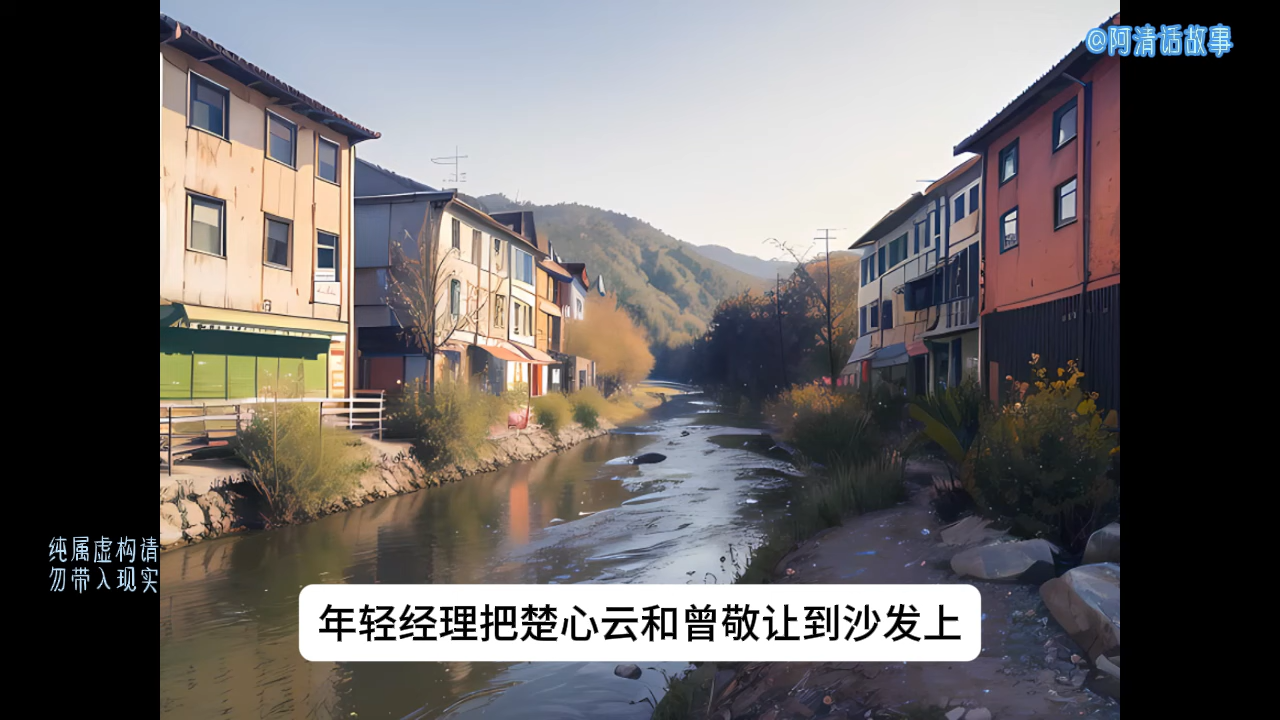 @阿清话故事
纯属虚构请
勿带入现实
年轻经理把楚心云和曾敬让到沙发上